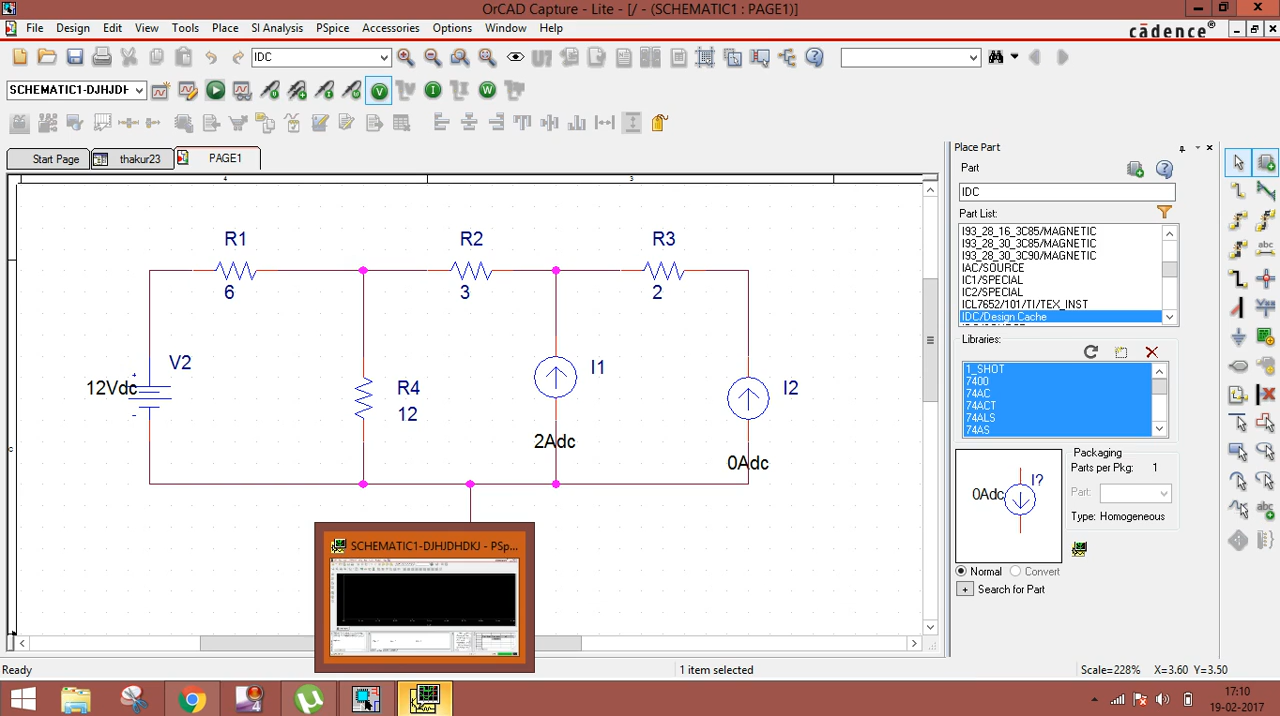 OrCAD Capture - Lite - [/ - (SCHEMATIC1 : PAGE1)]
File Design Edit View Tools Place SI Analysis PSpice Accessories Options Window Help
cādence®
IDC
SCHEMATIC1-DJHJDH
Start Page thakur23 PAGE1
4 3
R1 R2 R3
6 3 2
V2
12Vdc
R4
12
I1
2Adc
I2
0Adc
C
SCHEMATIC1-DJHJDHDKJ - PSp...
Place Part
Part
IDC
Part List:
I93_28_16_3C85/MAGNETIC
I93_28_30_3C85/MAGNETIC
I93_28_30_3C90/MAGNETIC
IAC/SOURCE
IC1/SPECIAL
IC2/SPECIAL
ICL7652/101/TI/TEX_INST
IDC/Design Cache
Libraries:
1_SHOT
7400
74AC
74ACT
74ALS
74AS
Packaging
Parts per Pkg: 1
Part:
Type: Homogeneous
I?
0Adc
Normal Convert
+ Search for Part
Ready 1 item selected Scale=228% X=3.60 Y=3.50
17:10
19-02-2017